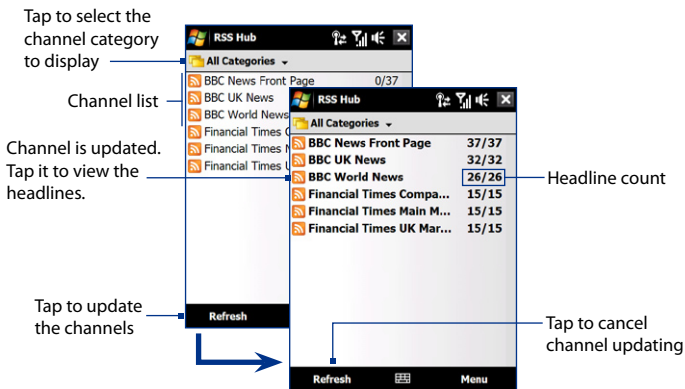 Tap to select the
channel category
to display
Channel list
Channel is updated.
Tap it to view the
headlines.
Tap to update
the channels
RSS Hub
All Categories
BBC News Front Page 0/37
BBC UK News
BBC World News
Financial Times
Financial Times
Financial Times
Refresh
RSS Hub
All Categories
BBC News Front Page 37/37
BBC UK News 32/32
BBC World News 26/26
Financial Times Compa... 15/15
Financial Times Main M... 15/15
Financial Times UK Mar... 15/15
Refresh Menu
Headline count
Tap to cancel
channel updating